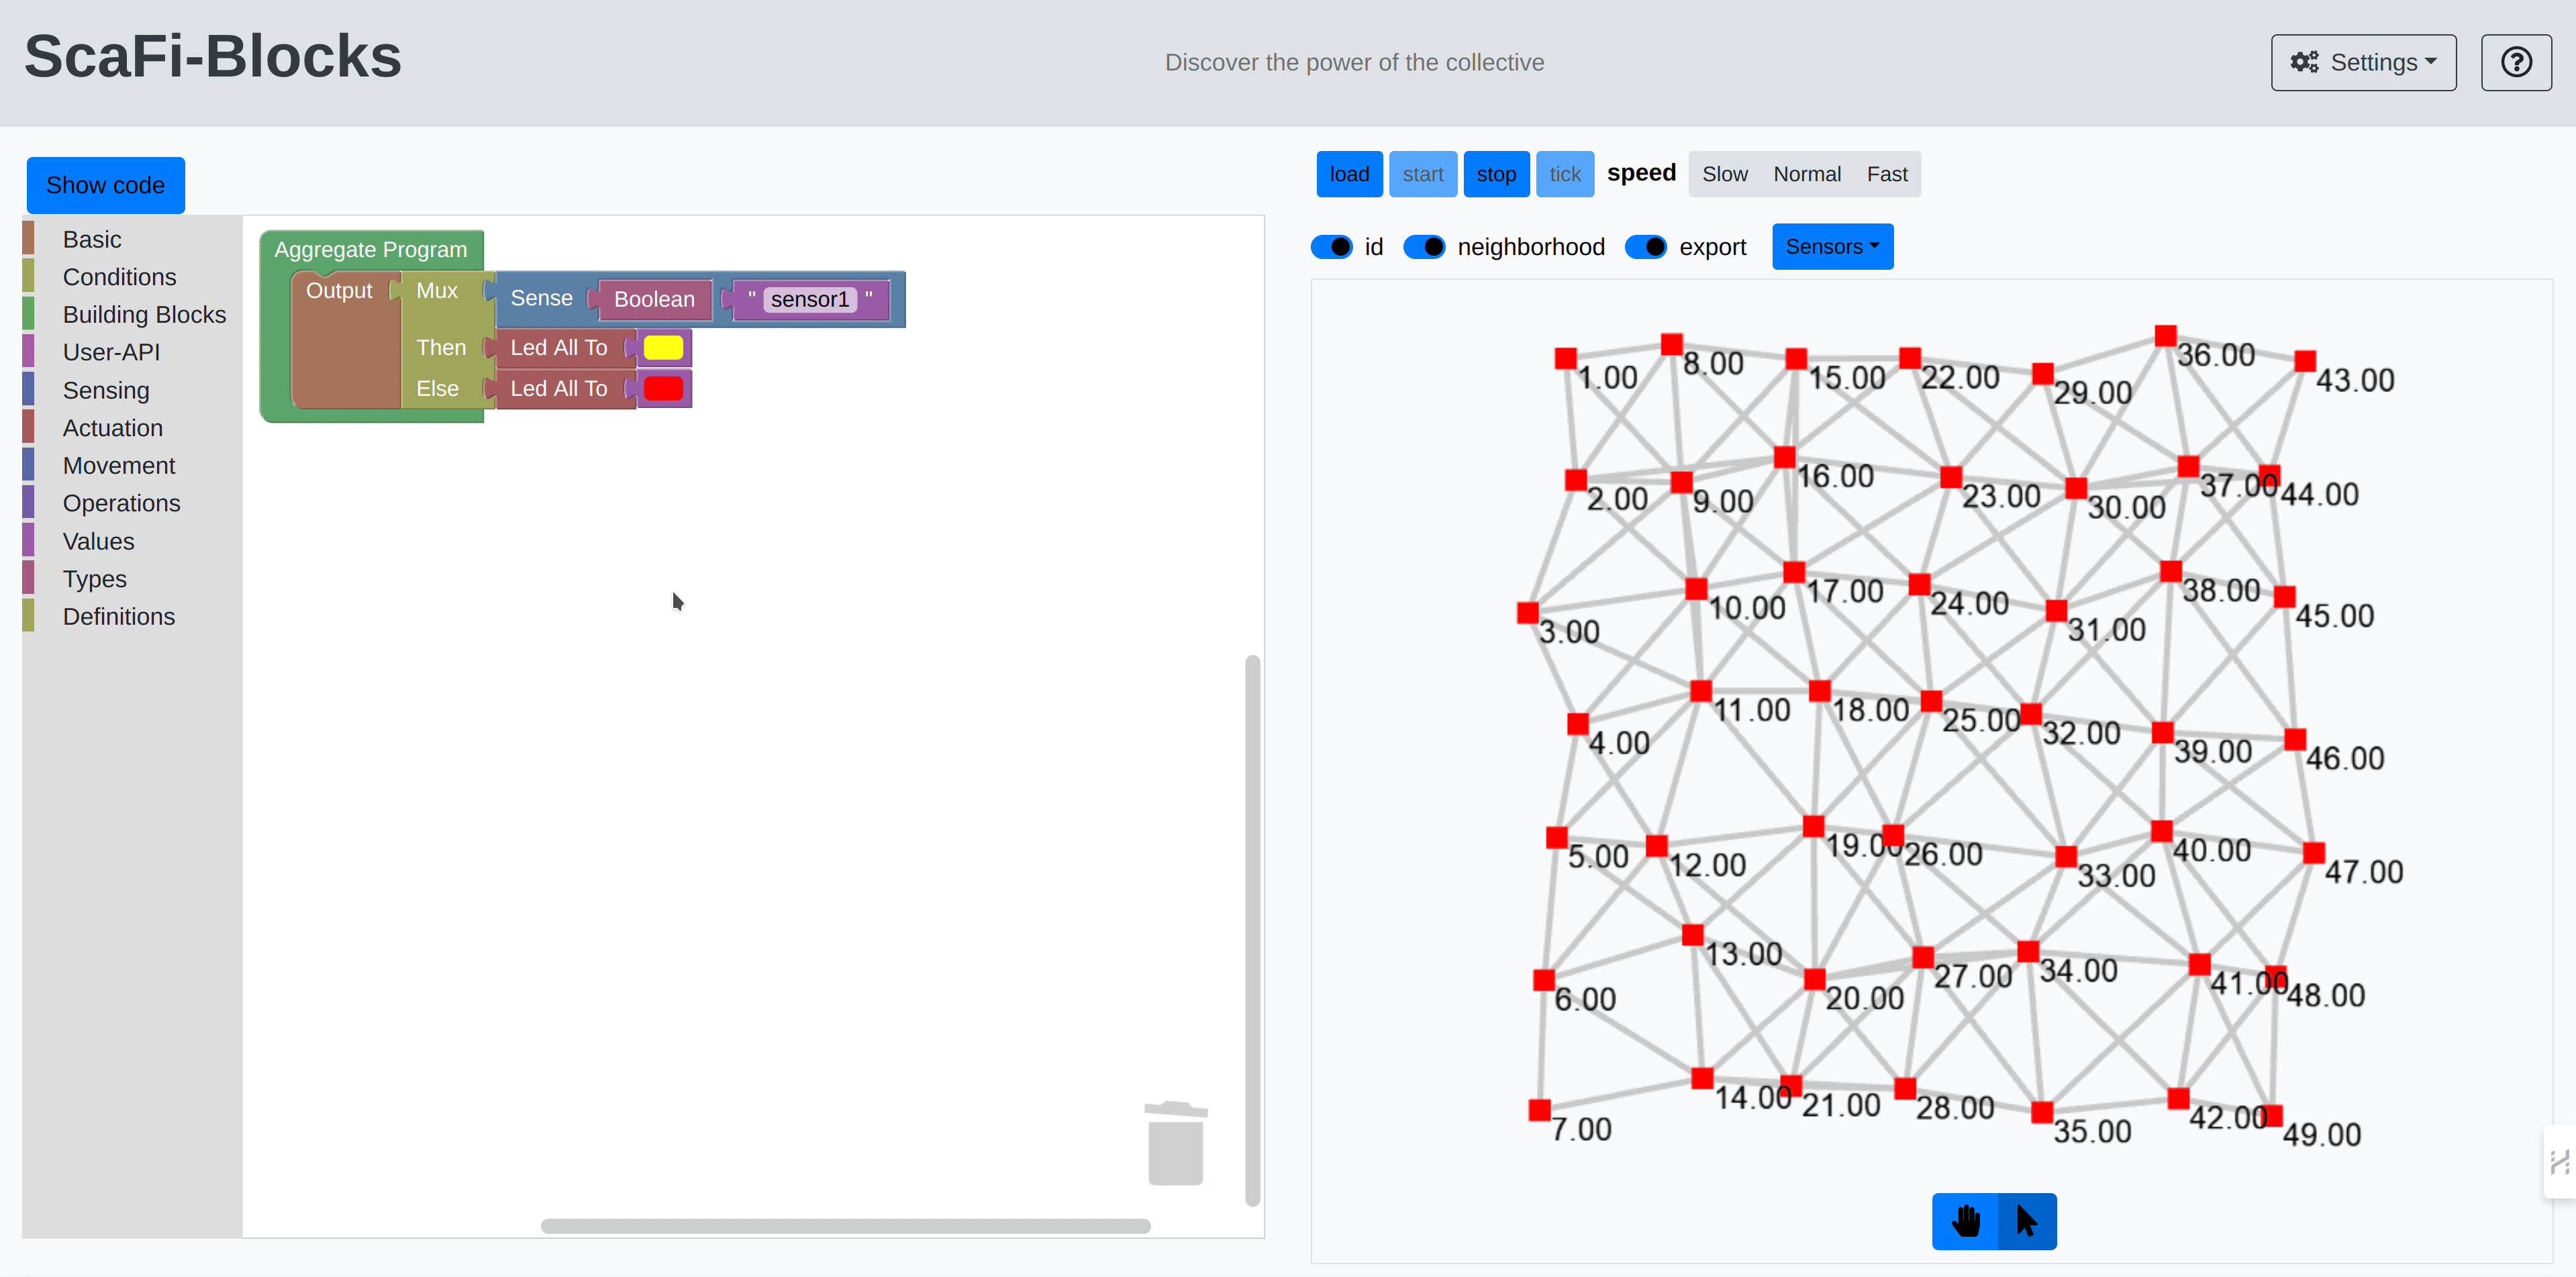 ScaFi-Blocks
Discover the power of the collective
Settings
Show code
load start stop tick speed Slow Normal Fast
id neighborhood export Sensors
Basic
Conditions
Building Blocks
User-API
Sensing
Actuation
Movement
Operations
Values
Types
Definitions
Aggregate Program
Output Mux Sense Boolean " sensor1 "
Then Led All To
Else Led All To
1.00 8.00 15.00 22.00 29.00 36.00 43.00
2.00 9.00 16.00 23.00 30.00 37.00 44.00
3.00 10.00 17.00 24.00 31.00 38.00 45.00
4.00 11.00 18.00 25.00 32.00 39.00 46.00
5.00 12.00 19.00 26.00 33.00 40.00 47.00
6.00 13.00 20.00 27.00 34.00 41.00 48.00
7.00 14.00 21.00 28.00 35.00 42.00 49.00